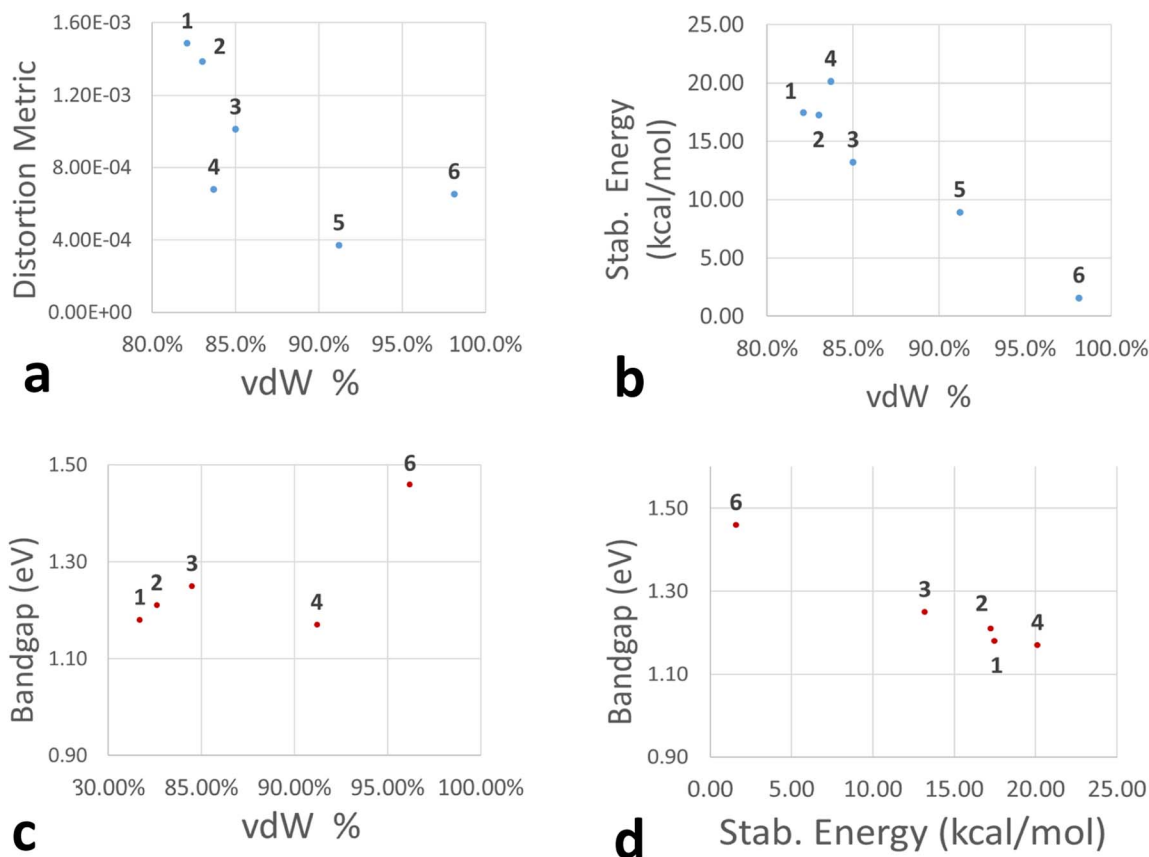 1.60E-03
1.20E-03
8.00E-04
4.00E-04
0.00E+00
Distortion Metric
1
2
3
4
5
6
80.0% 85.0% 90.0% 95.0% 100.0%
vdW %
a
25.00
20.00
15.00
10.00
5.00
0.00
Stab. Energy
(kcal/mol)
4
1
2
3
5
6
80.0% 85.0% 90.0% 95.0% 100.0%
vdW %
b
1.50
1.30
1.10
0.90
Bandgap (eV)
6
3
2
1
4
30.00% 85.00% 90.00% 95.00% 100.00%
vdW %
c
1.50
1.30
1.10
0.90
Bandgap (eV)
6
3
2
4
1
0.00 5.00 10.00 15.00 20.00 25.00
Stab. Energy (kcal/mol)
d